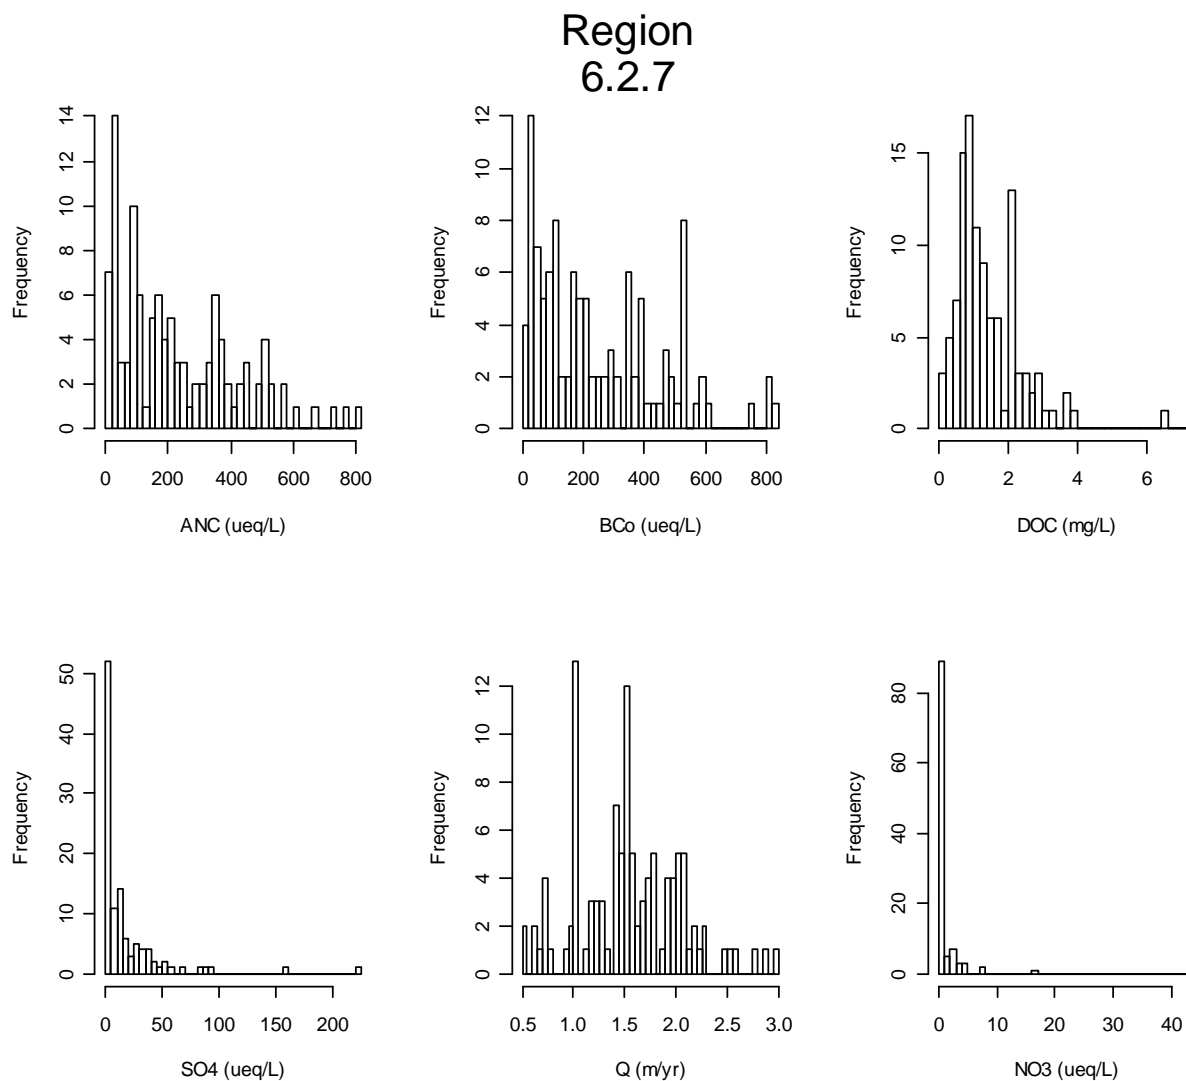 Region
6.2.7
14
12
10
8
6
4
2
0
Frequency
0 200 400 600 800
ANC (ueq/L)
12
10
8
6
4
2
0
Frequency
0 200 400 600 800
BCo (ueq/L)
15
10
5
0
Frequency
0 2 4 6
DOC (mg/L)
50
40
30
20
10
0
Frequency
0 50 100 150 200
SO4 (ueq/L)
12
10
8
6
4
2
0
Frequency
0.5 1.0 1.5 2.0 2.5 3.0
Q (m/yr)
80
60
40
20
0
Frequency
0 10 20 30 40
NO3 (ueq/L)